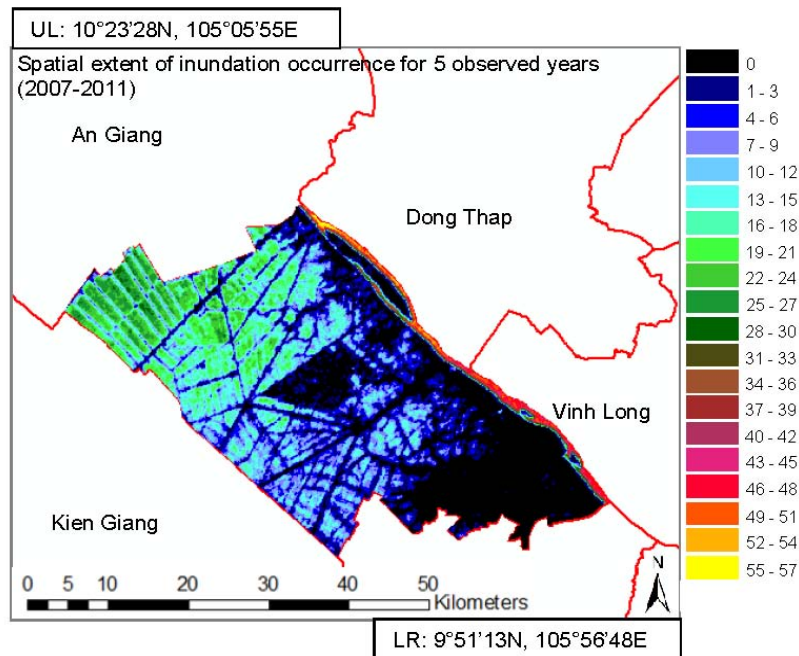 UL: 10°23'28N, 105°05'55E
Spatial extent of inundation occurrence for 5 observed years
(2007-2011)
An Giang
Dong Thap
Vinh Long
Kien Giang
0
1 - 3
4 - 6
7 - 9
10 - 12
13 - 15
16 - 18
19 - 21
22 - 24
25 - 27
28 - 30
31 - 33
34 - 36
37 - 39
40 - 42
43 - 45
46 - 48
49 - 51
52 - 54
55 - 57
0 5 10 20 30 40 50
Kilometers
N
LR: 9°51'13N, 105°56'48E